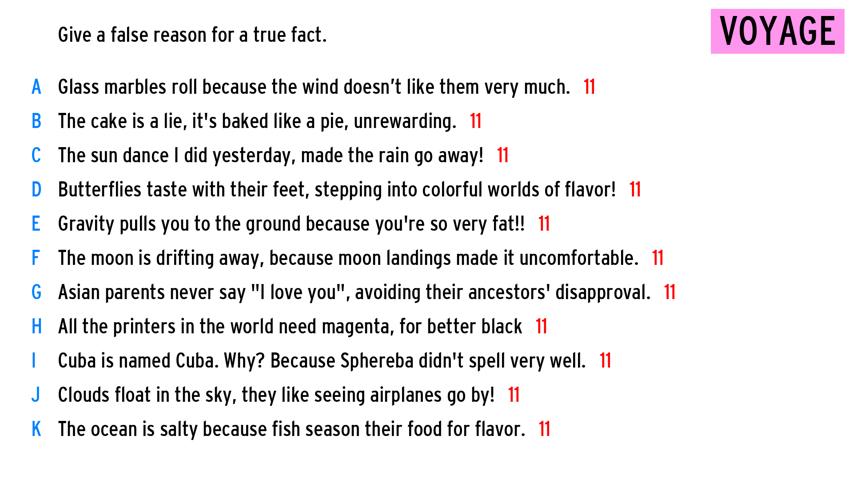 Give a false reason for a true fact.
VOYAGE
A Glass marbles roll because the wind doesn’t like them very much. 11
B The cake is a lie, it's baked like a pie, unrewarding. 11
C The sun dance I did yesterday, made the rain go away! 11
D Butterflies taste with their feet, stepping into colorful worlds of flavor! 11
E Gravity pulls you to the ground because you're so very fat!! 11
F The moon is drifting away, because moon landings made it uncomfortable. 11
G Asian parents never say "I love you", avoiding their ancestors' disapproval. 11
H All the printers in the world need magenta, for better black 11
I Cuba is named Cuba. Why? Because Sphereba didn't spell very well. 11
J Clouds float in the sky, they like seeing airplanes go by! 11
K The ocean is salty because fish season their food for flavor. 11